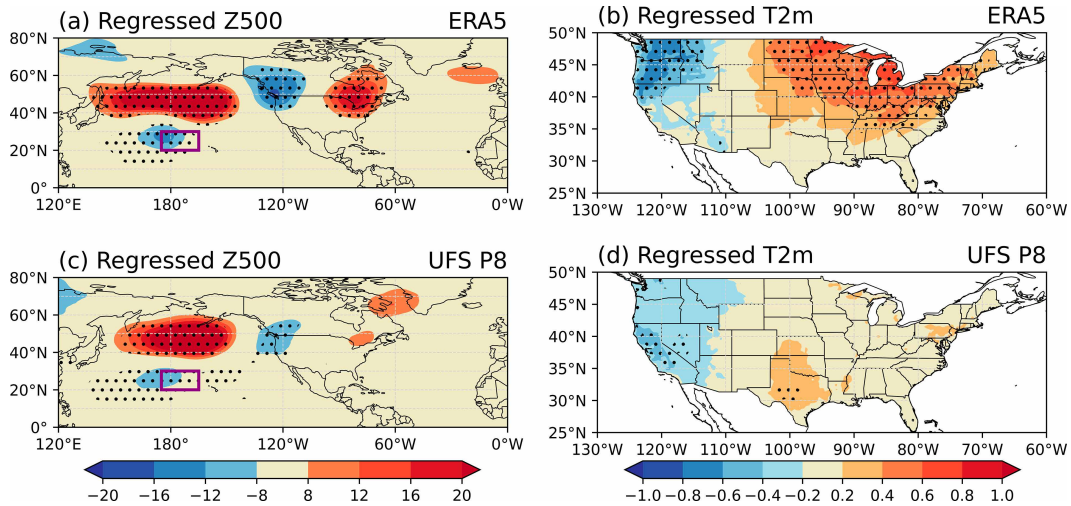 (a) Regressed Z500 ERA5
80°N
60°N
40°N
20°N
0°
120°E 180° 120°W 60°W 0°W
(b) Regressed T2m ERA5
50°N
45°N
40°N
35°N
30°N
25°N
130°W 110°W 100°W 90°W 80°W 70°W 60°W
(c) Regressed Z500 UFS P8
80°N
60°N
40°N
20°N
0°
120°E 180° 120°W 60°W 0°W
(d) Regressed T2m UFS P8
50°N
45°N
40°N
35°N
30°N
25°N
130°W 120°W 110°W 100°W 90°W 80°W 70°W 60°W
−20 −16 −12 −8 8 12 16 20
−1.0 −0.8 −0.6 −0.4 −0.2 0.2 0.4 0.6 0.8 1.0